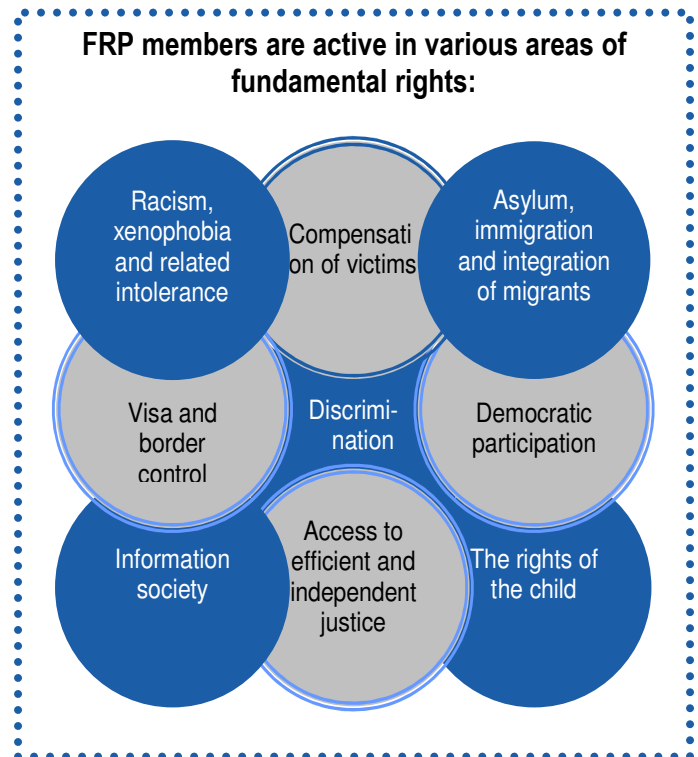 FRP members are active in various areas of
fundamental rights:
Racism,
xenophobia
and related
intolerance
Compensati
on of victims
Asylum,
immigration
and integration
of migrants
Visa and
border
control
Discrimi-
nation
Democratic
participation
Information
society
Access to
efficient and
independent
justice
The rights of
the child